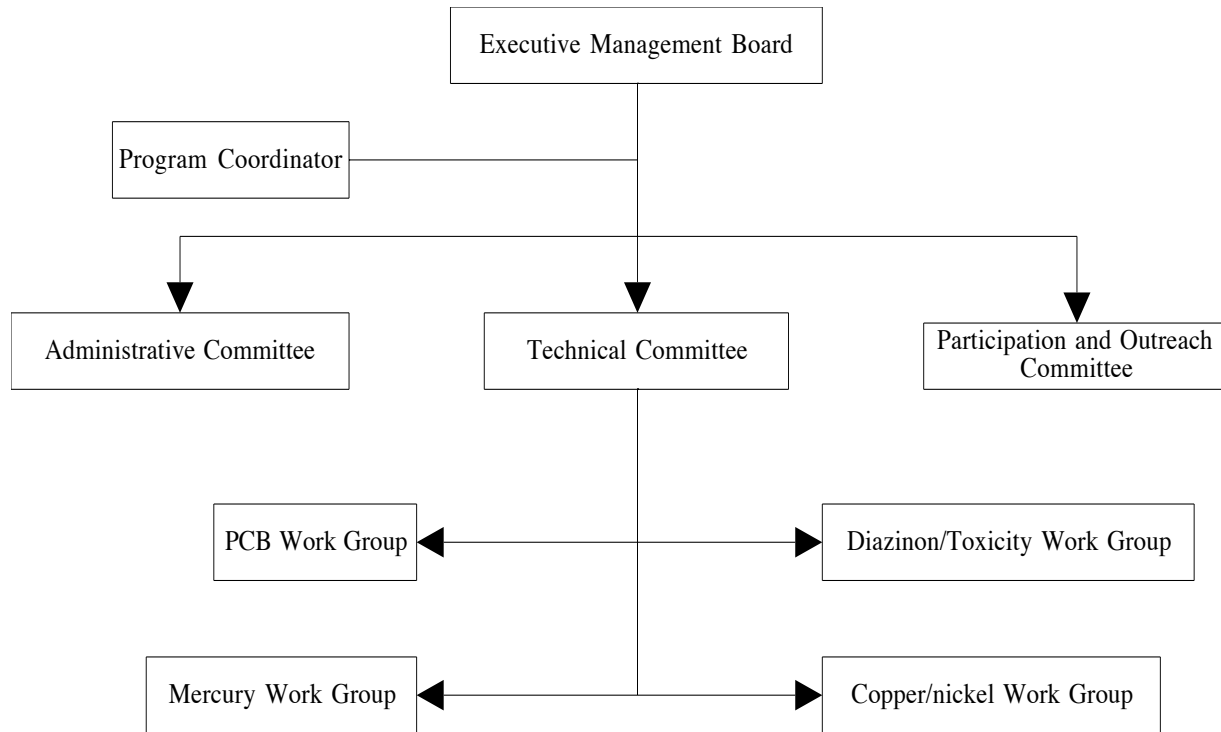 Executive Management Board
Program Coordinator
Administrative Committee
Technical Committee
Participation and Outreach
Committee
PCB Work Group
Diazinon/Toxicity Work Group
Mercury Work Group
Copper/nickel Work Group